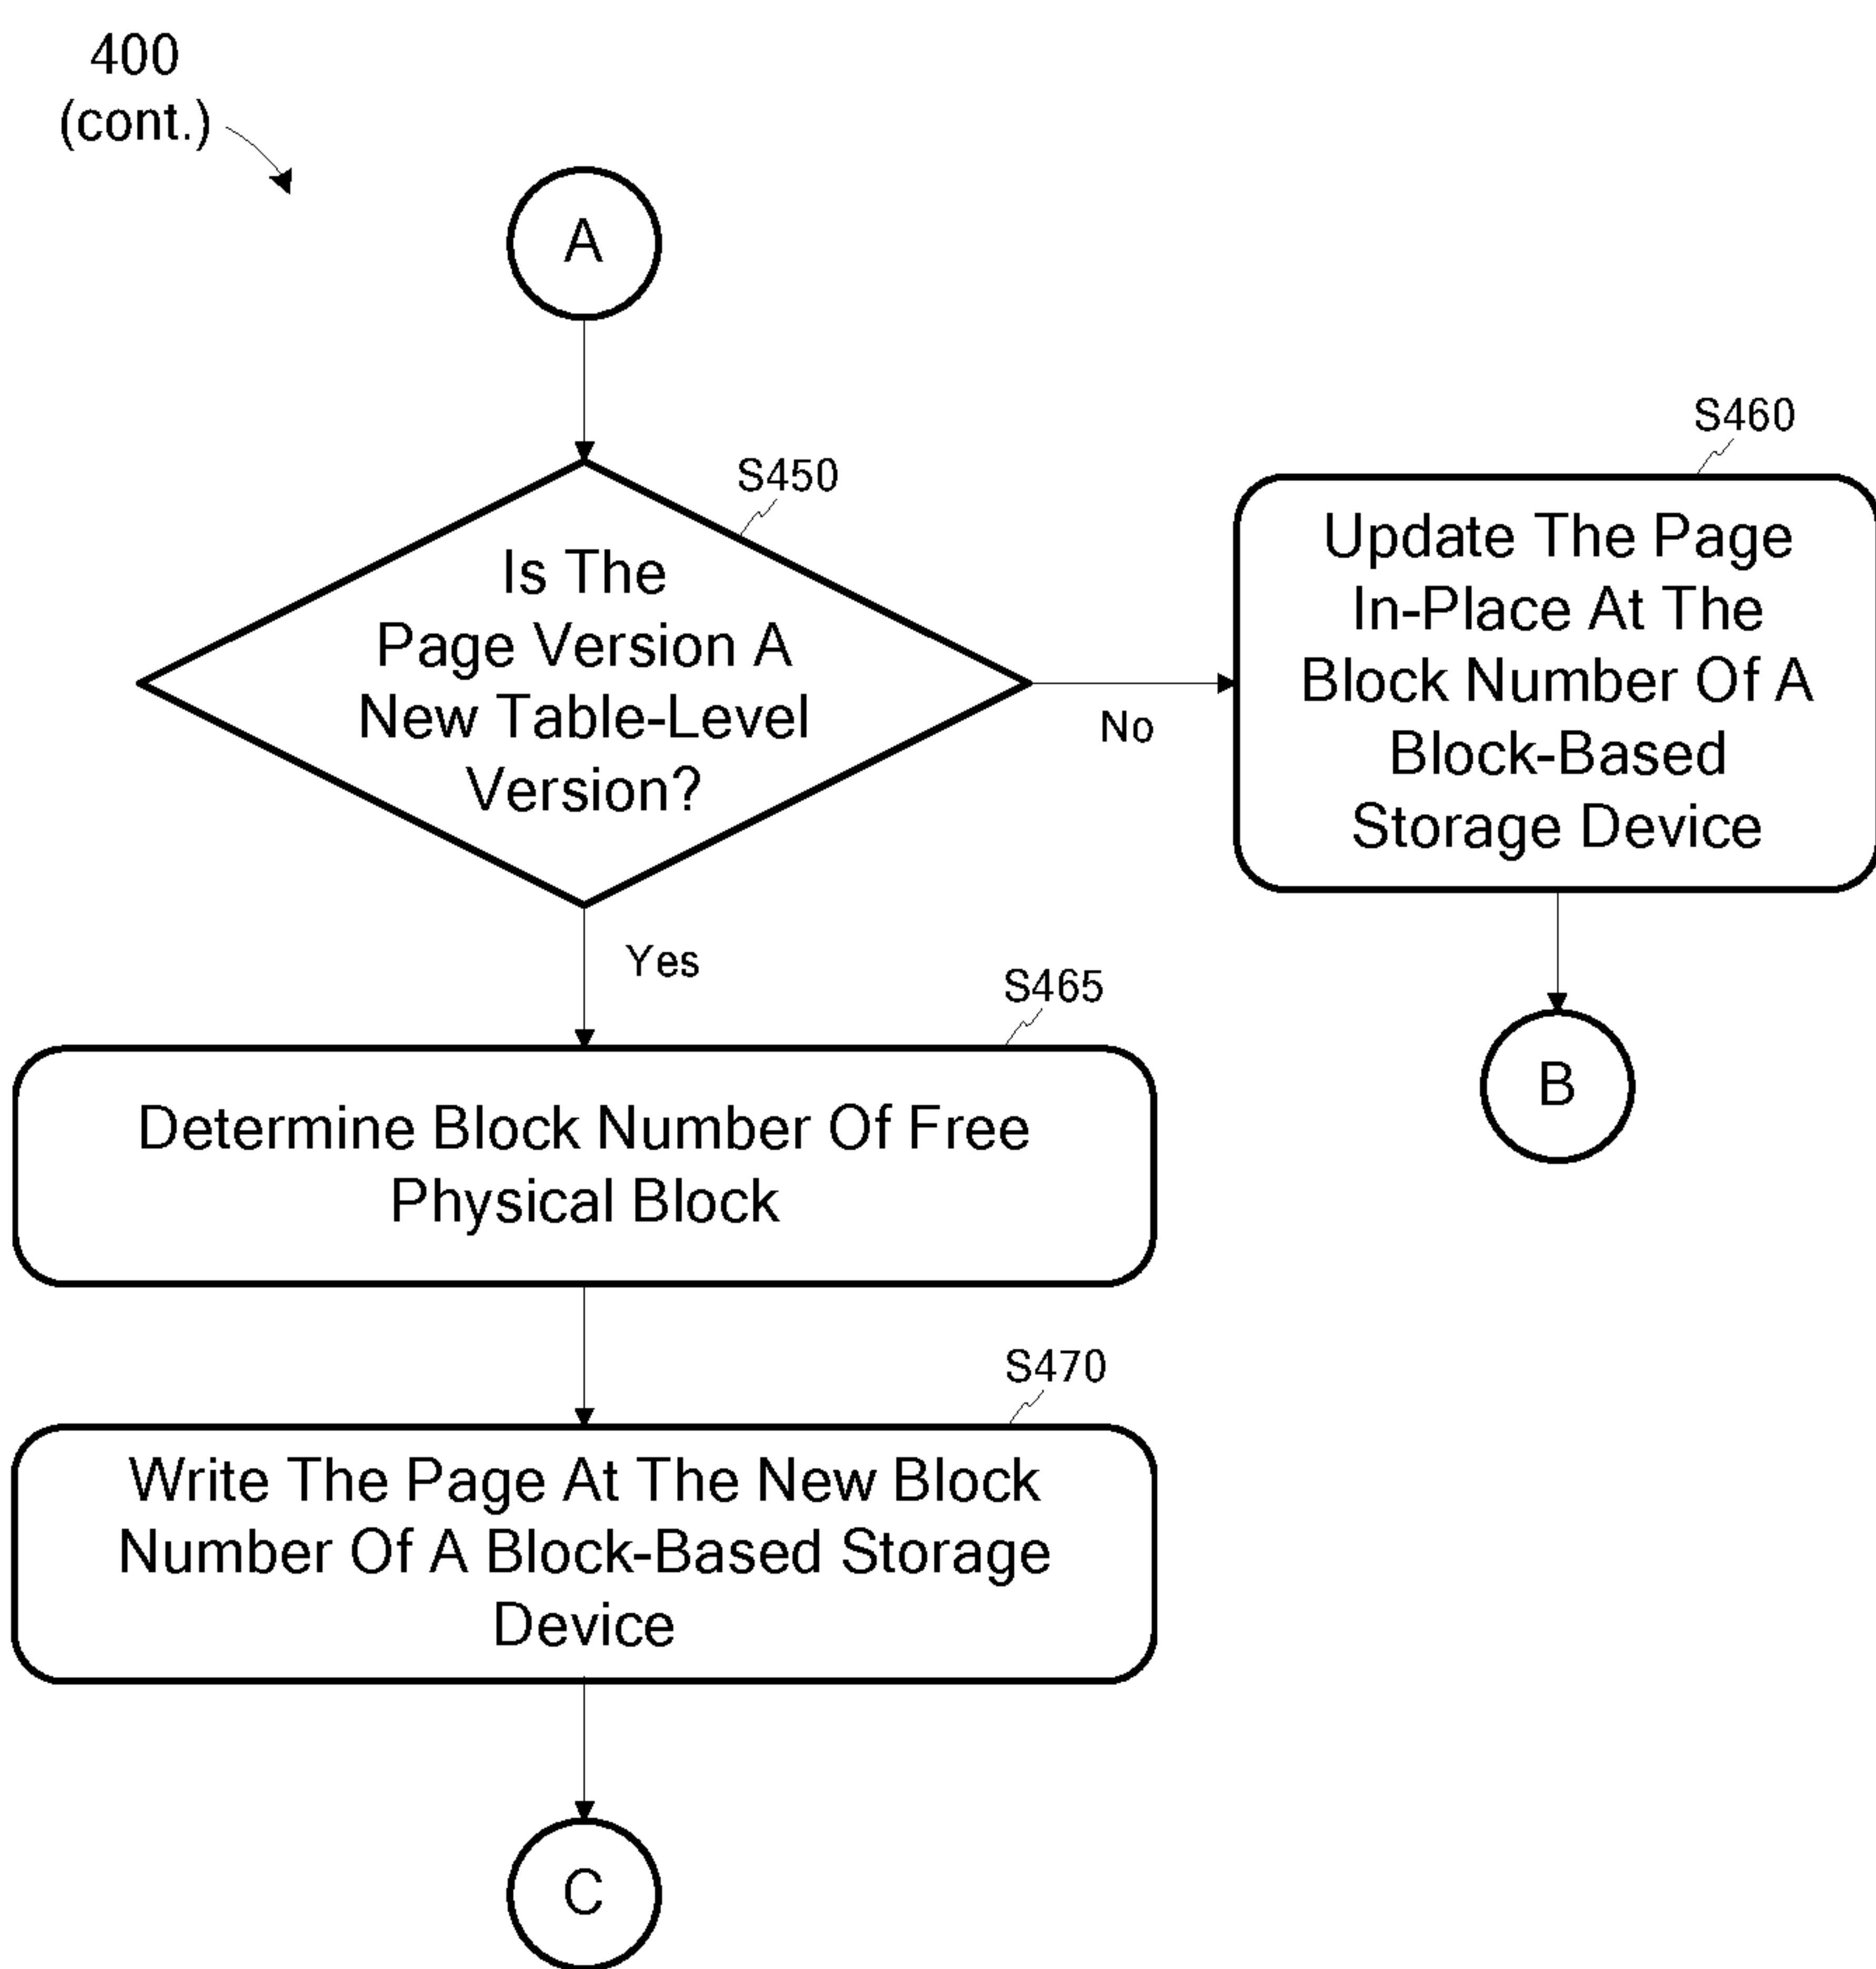 400
(cont.)
A
S450
Is The
Page Version A
New Table-Level
Version?
No
S460
Update The Page
In-Place At The
Block Number Of A
Block-Based
Storage Device
B
Yes
S465
Determine Block Number Of Free
Physical Block
S470
Write The Page At The New Block
Number Of A Block-Based Storage
Device
C